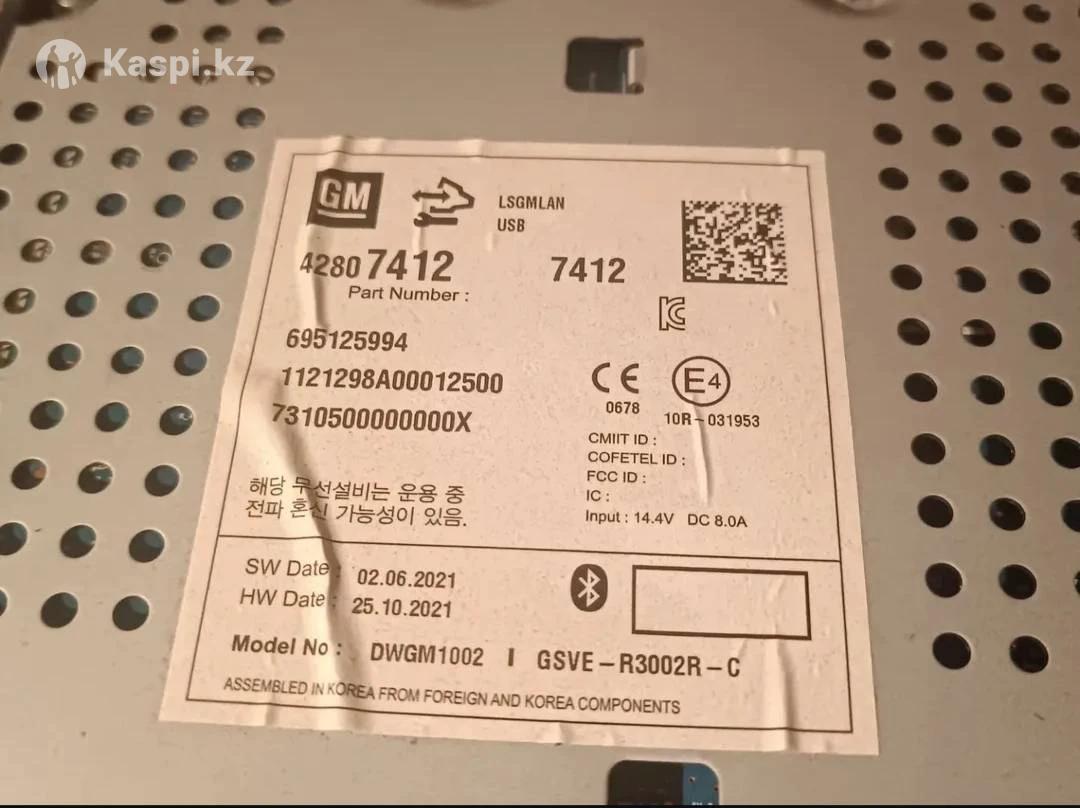 Kaspi.kz
GM
LSGMLAN
USB
42807412
7412
Part Number :
695125994
1121298A00012500
7310500000000X
CE
0678
E4
10R-031953
CMIIT ID :
COFETEL ID :
FCC ID :
IC :
Input : 14.4V DC 8.0A
해당 무선설비는 운용 중
전파 혼신 가능성이 있음.
SW Date : 02.06.2021
HW Date : 25.10.2021
Model No : DWGM1002 I GSVE-R3002R-C
ASSEMBLED IN KOREA FROM FOREIGN AND KOREA COMPONENTS